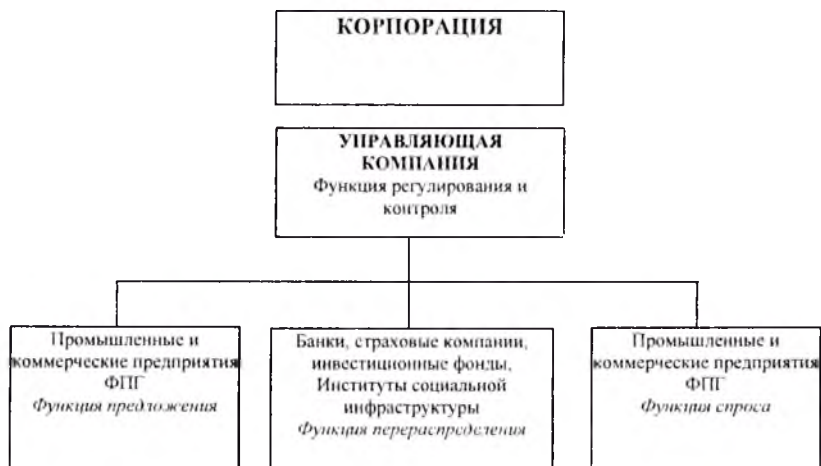 КОРПОРАЦИЯ
УПРАВЛЯЮЩАЯ
КОМПАНИЯ
Функция регулирования и
контроля
Промышленные и
коммерческие предприятия
ФПГ
Функция предложения
Банки, страховые компании,
инвестиционные фонды,
Институты социальной
инфраструктуры
Функция перераспределения
Промышленные и
коммерческие предприятия
ФПГ
Функция спроса